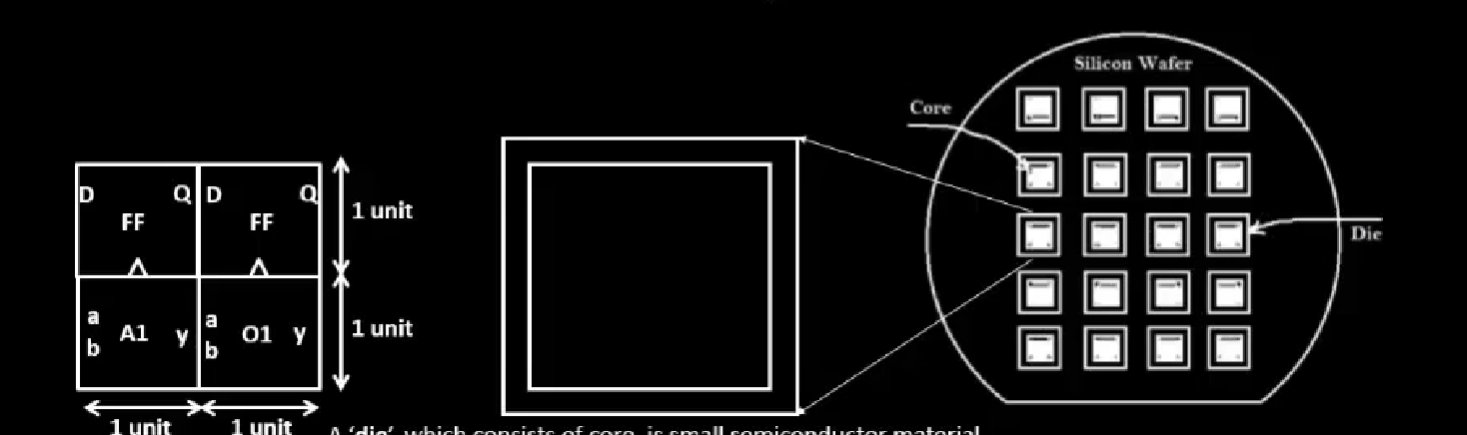 Silicon Wafer
Core
Die
D Q D Q
FF FF
1 unit
a A1 y a O1 y
b b
1 unit
1 unit 1 unit
A 'die', which consists of core, is small semiconductor material